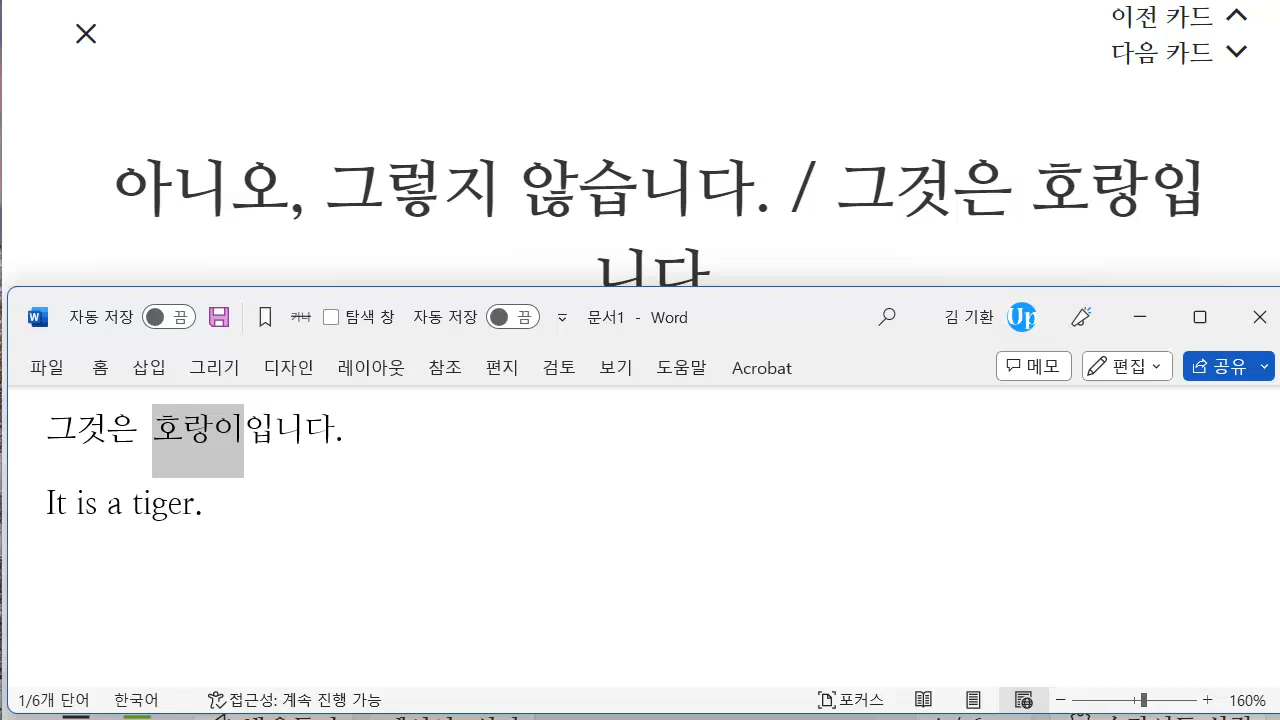 이전 카드
다음 카드
아니오, 그렇지 않습니다. / 그것은 호랑입
니다
자동 저장 끔 가나 탐색 창 자동 저장 끔 문서1 - Word 김 기환 Up
파일 홈 삽입 그리기 디자인 레이아웃 참조 편지 검토 보기 도움말 Acrobat 메모 편집 공유
그것은 호랑이입니다.
It is a tiger.
1/6개 단어 한국어 접근성: 계속 진행 가능 포커스 160%